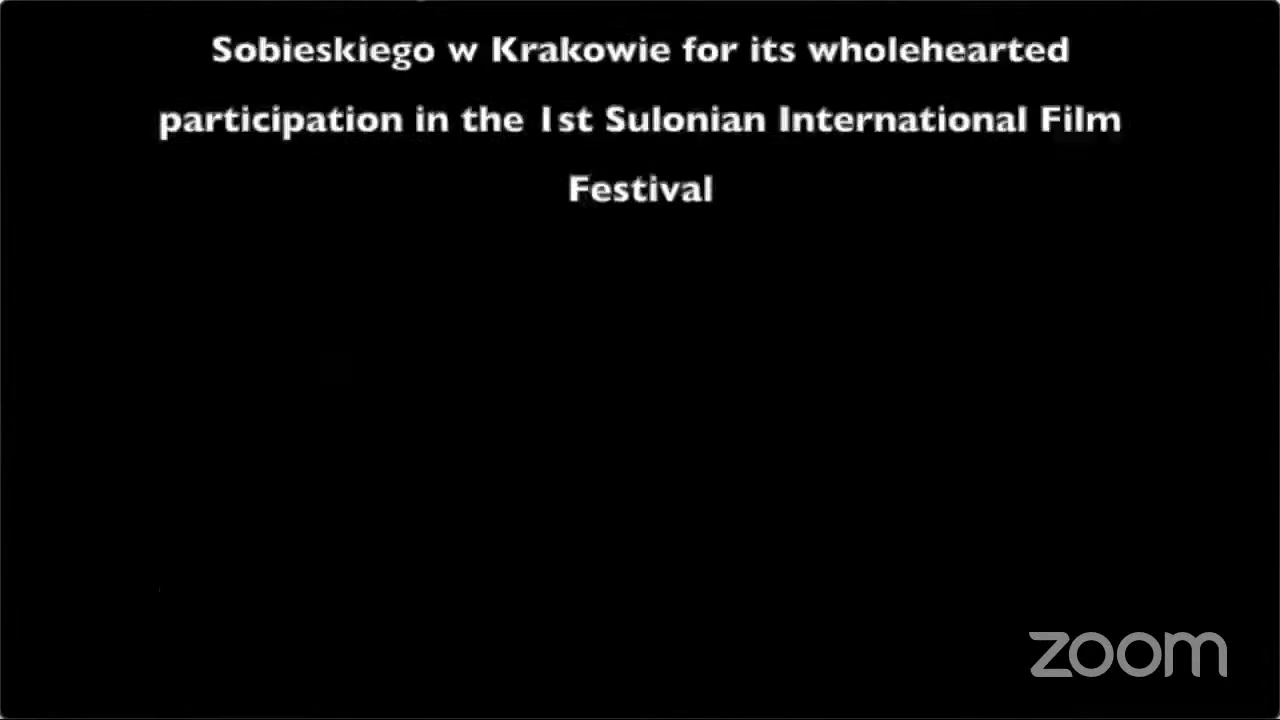 Sobieskiego w Krakowie for its wholehearted
participation in the 1st Sulonian International Film
Festival
zoom